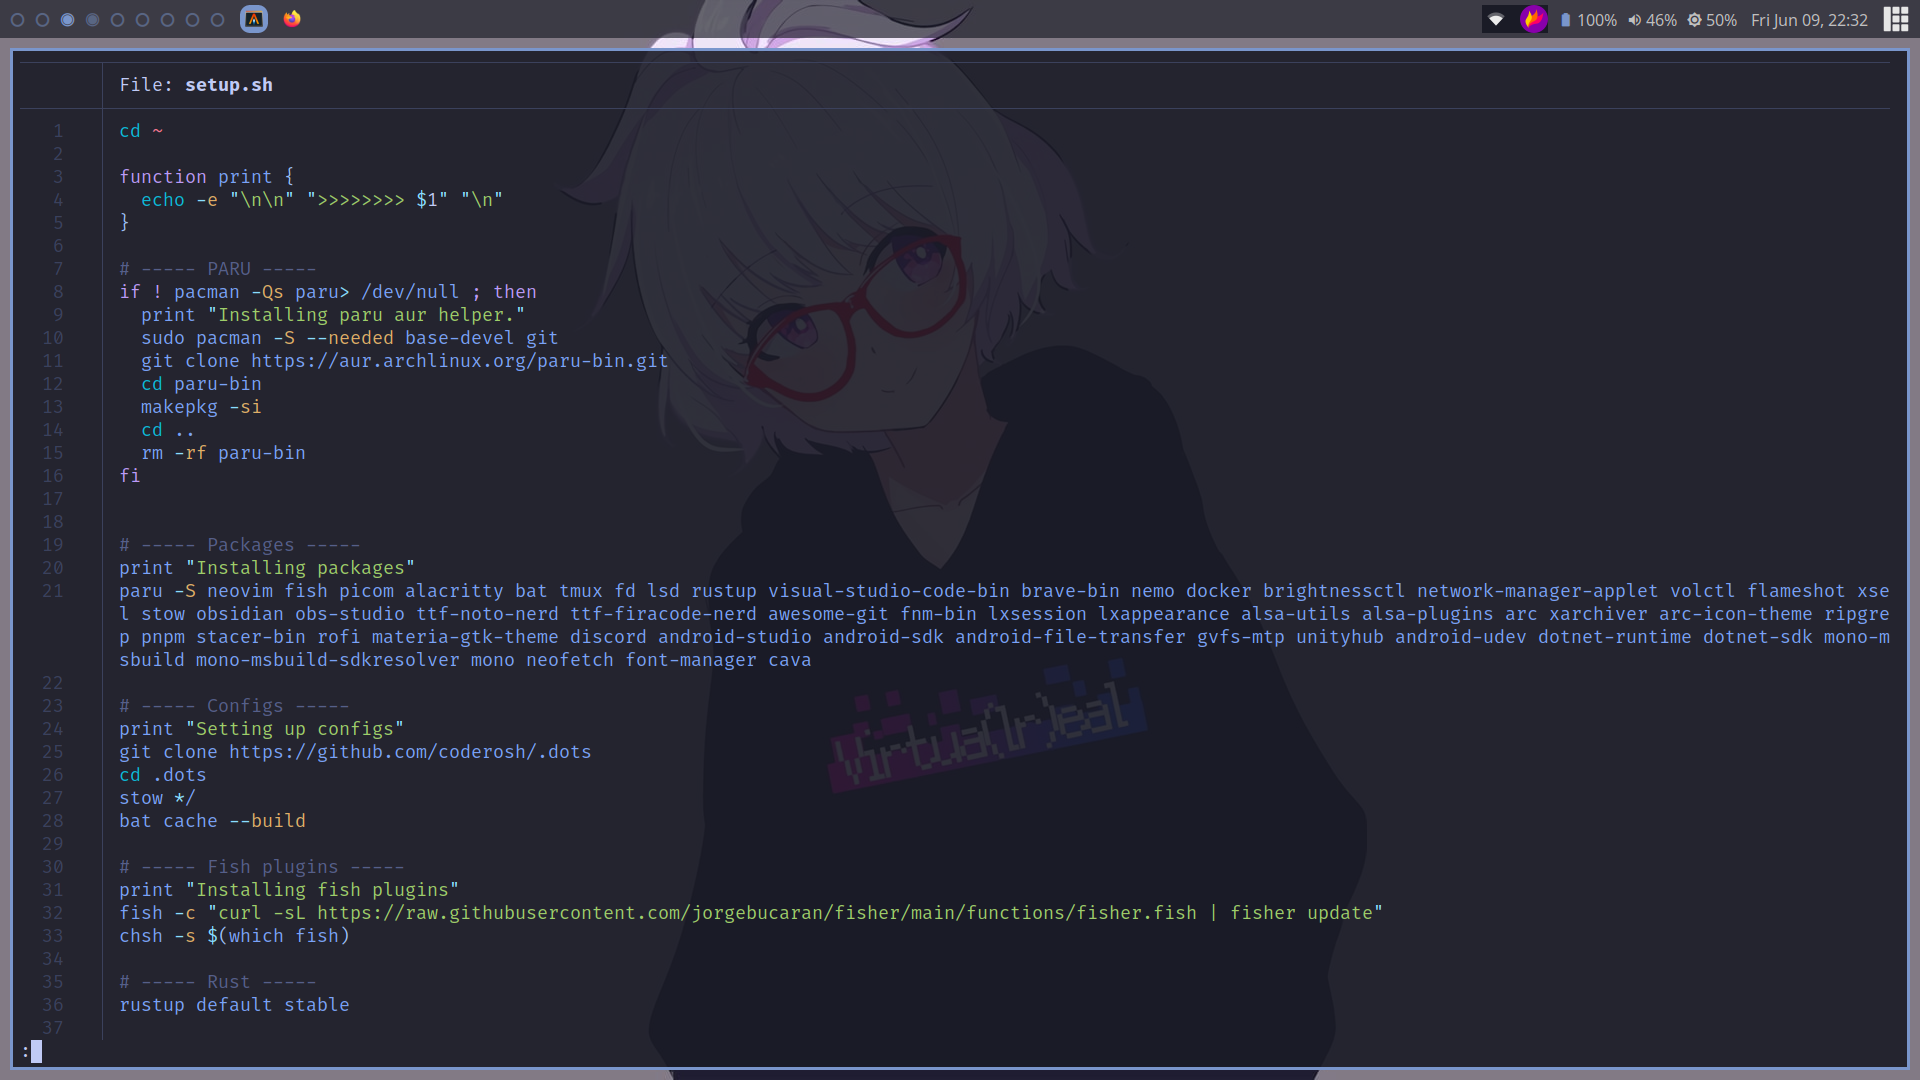 100% 46% 50% Fri Jun 09, 22:32
File: setup.sh
1 cd ~
2
3 function print {
4   echo -e "\n\n" ">>>>>>>> $1" "\n"
5 }
6
7 # ----- PARU -----
8 if ! pacman -Qs paru> /dev/null ; then
9   print "Installing paru aur helper."
10   sudo pacman -S --needed base-devel git
11   git clone https://aur.archlinux.org/paru-bin.git
12   cd paru-bin
13   makepkg -si
14   cd ..
15   rm -rf paru-bin
16 fi
17
18
19 # ----- Packages -----
20 print "Installing packages"
21 paru -S neovim fish picom alacritty bat tmux fd lsd rustup visual-studio-code-bin brave-bin nemo docker brightnessctl network-manager-applet volctl flameshot xse
l stow obsidian obs-studio ttf-noto-nerd ttf-firacode-nerd awesome-git fnm-bin lxsession lxappearance alsa-utils alsa-plugins arc xarchiver arc-icon-theme ripgre
p pnpm stacer-bin rofi materia-gtk-theme discord android-studio android-sdk android-file-transfer gvfs-mtp unityhub android-udev dotnet-runtime dotnet-sdk mono-m
sbuild mono-msbuild-sdkresolver mono neofetch font-manager cava
22
23 # ----- Configs -----
24 print "Setting up configs"
25 git clone https://github.com/coderosh/.dots
26 cd .dots
27 stow */
28 bat cache --build
29
30 # ----- Fish plugins -----
31 print "Installing fish plugins"
32 fish -c "curl -sL https://raw.githubusercontent.com/jorgebucaran/fisher/main/functions/fisher.fish | fisher update"
33 chsh -s $(which fish)
34
35 # ----- Rust -----
36 rustup default stable
37
:
Virtual(r)eal